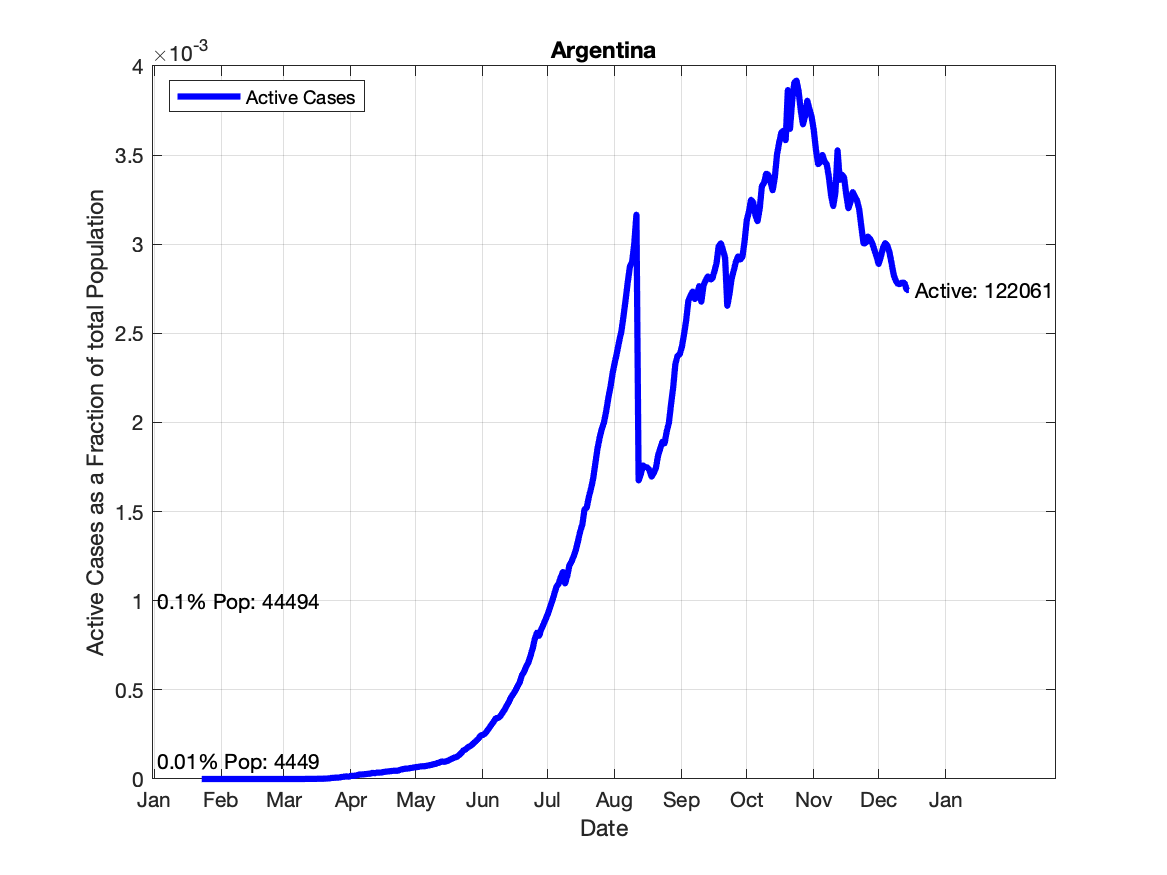 Argentina
×10-3
4
3.5
3
2.5
2
1.5
1
0.5
0
Active Cases as a Fraction of total Population
Active Cases
Active: 122061
0.1% Pop: 44494
0.01% Pop: 4449
Jan Feb Mar Apr May Jun Jul Aug Sep Oct Nov Dec Jan
Date